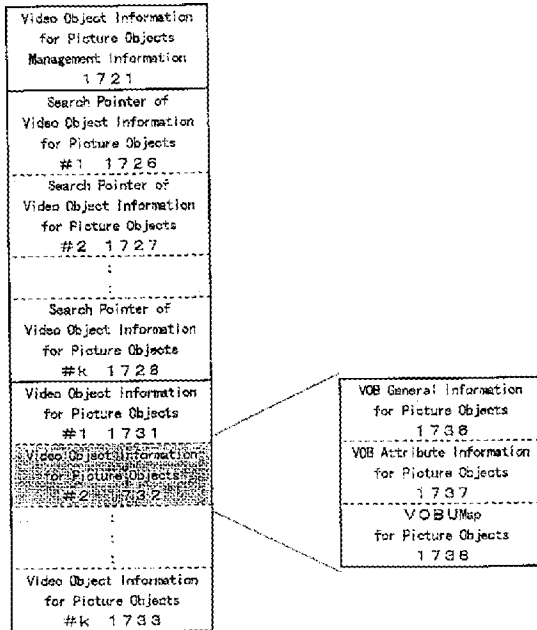 Video Object Information
for Picture Objects
Management Information
1721
Search Pointer of
Video Object Information
for Picture Objects
#1 1726
Search Pointer of
Video Object Information
for Picture Objects
#2 1727
:
:
Search Pointer of
Video Object Information
for Picture Objects
#k 1728
Video Object Information
for Picture Objects
#1 1731
Video Object Information
for Picture Objects
#2 1732
:
:
:
Video Object Information
for Picture Objects
#k 1733
VOB General Information
for Picture Objects
1736
VOB Attribute Information
for Picture Objects
1737
VOBUMap
for Picture Objects
1738